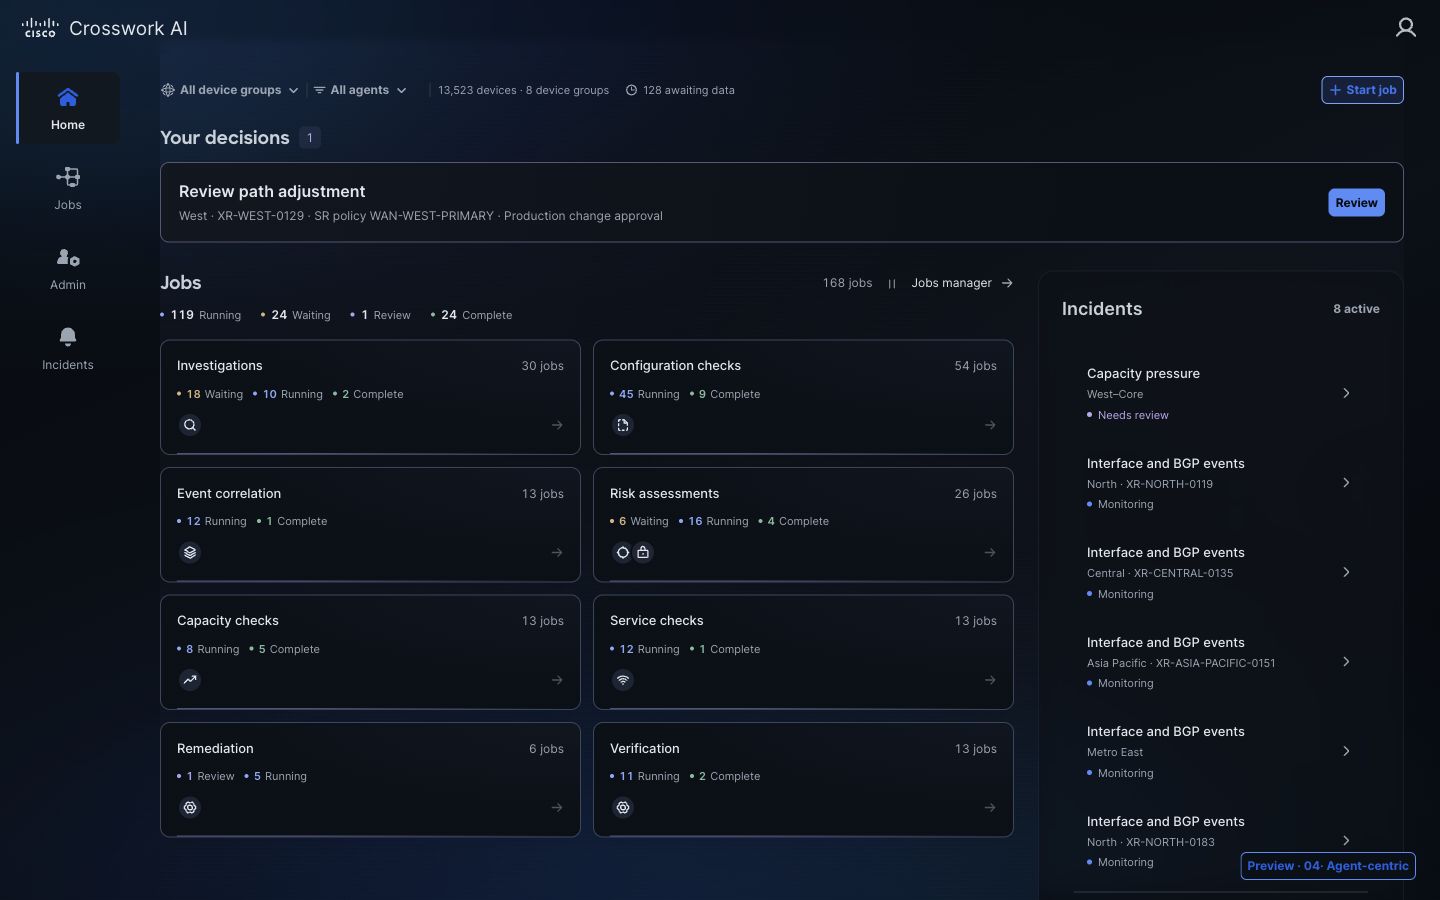 CISCO Crosswork AI
Home
Jobs
Admin
Incidents
All device groups All agents 13,523 devices · 8 device groups 128 awaiting data
+ Start job
Your decisions 1
Review path adjustment
West · XR-WEST-0129 · SR policy WAN-WEST-PRIMARY · Production change approval
Review
Jobs
168 jobs Jobs manager →
119 Running 24 Waiting 1 Review 24 Complete
Investigations 30 jobs
18 Waiting 10 Running 2 Complete
Configuration checks 54 jobs
45 Running 9 Complete
Event correlation 13 jobs
12 Running 1 Complete
Risk assessments 26 jobs
6 Waiting 16 Running 4 Complete
Capacity checks 13 jobs
8 Running 5 Complete
Service checks 13 jobs
12 Running 1 Complete
Remediation 6 jobs
1 Review 5 Running
Verification 13 jobs
11 Running 2 Complete
Incidents 8 active
Capacity pressure
West–Core
Needs review
Interface and BGP events
North · XR-NORTH-0119
Monitoring
Interface and BGP events
Central · XR-CENTRAL-0135
Monitoring
Interface and BGP events
Asia Pacific · XR-ASIA-PACIFIC-0151
Monitoring
Interface and BGP events
Metro East
Monitoring
Interface and BGP events
North · XR-NORTH-0183
Monitoring
Preview · 04· Agent-centric